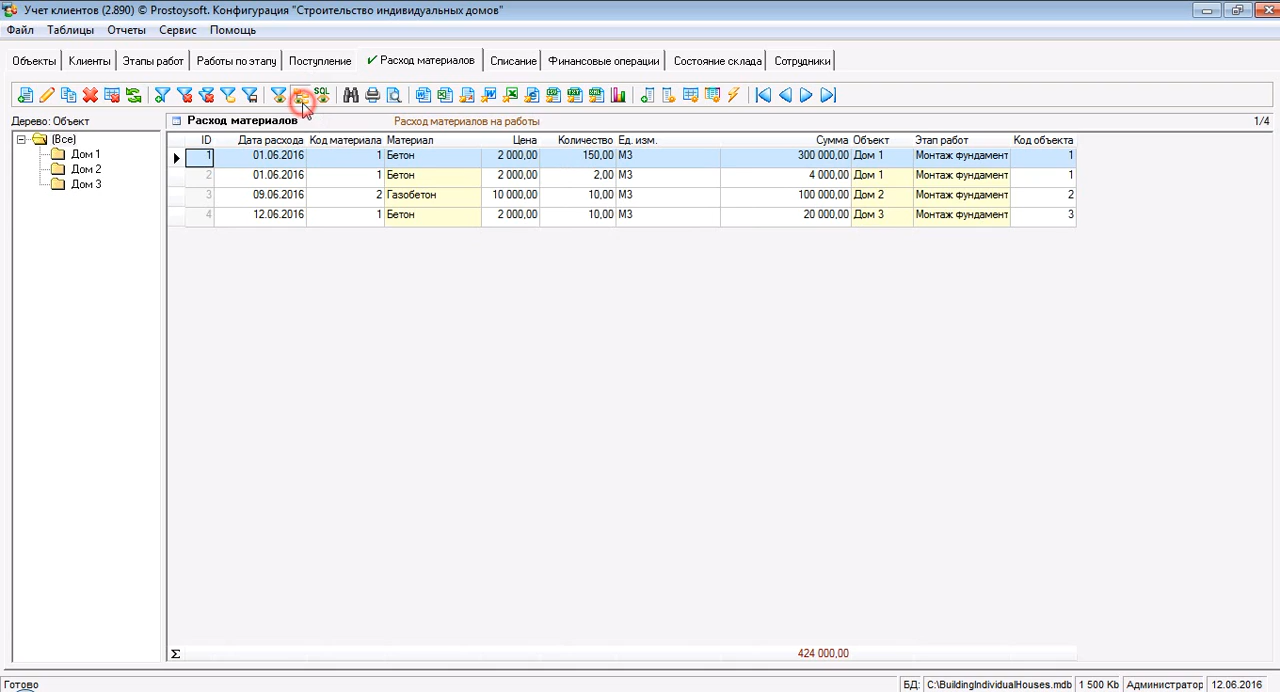 Учет клиентов (2.890) © Prostoysoft. Конфигурация "Строительство индивидуальных домов"
Файл Таблицы Отчеты Сервис Помощь
Объекты Клиенты Этапы работ Работы по этапу Поступление Расход материалов Списание Финансовые операции Состояние склада Сотрудники
SQL
Дерево: Объект Расход материалов Расход материалов на работы 1/4
(Все)
Дом 1
Дом 2
Дом 3
ID Дата расхода Код материала Материал Цена Количество Ед. изм. Сумма Объект Этап работ Код объекта
1 01.06.2016 1 Бетон 2 000,00 150,00 М3 300 000,00 Дом 1 Монтаж фундамент 1
2 01.06.2016 1 Бетон 2 000,00 2,00 М3 4 000,00 Дом 1 Монтаж фундамент 1
3 09.06.2016 2 Газобетон 10 000,00 10,00 М3 100 000,00 Дом 2 Монтаж фундамент 2
4 12.06.2016 1 Бетон 2 000,00 10,00 М3 20 000,00 Дом 3 Монтаж фундамент 3
Σ 424 000,00
Готово БД: C:\BuildingIndividualHouses.mdb 1 500 Kb Администратор 12.06.2016